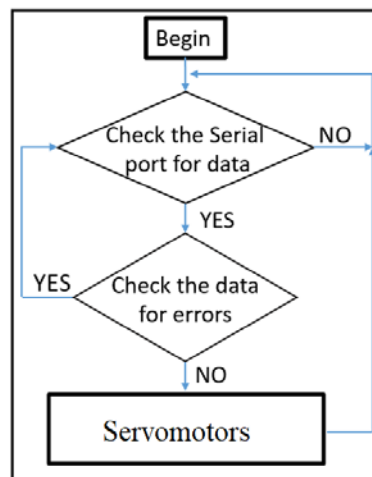 Begin
Check the Serial
port for data
NO
YES
Check the data
for errors
YES
NO
Servomotors